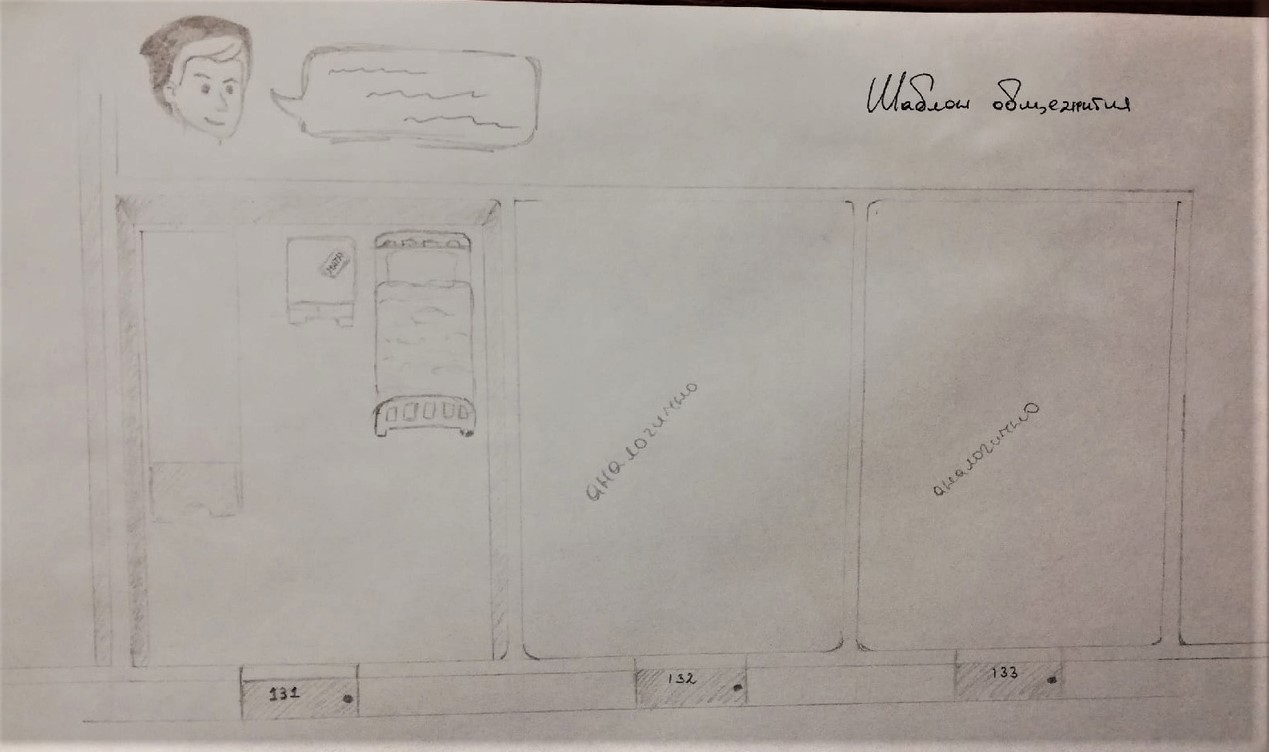 Шаблон общежития
аналогично
аналогично
131
132
133